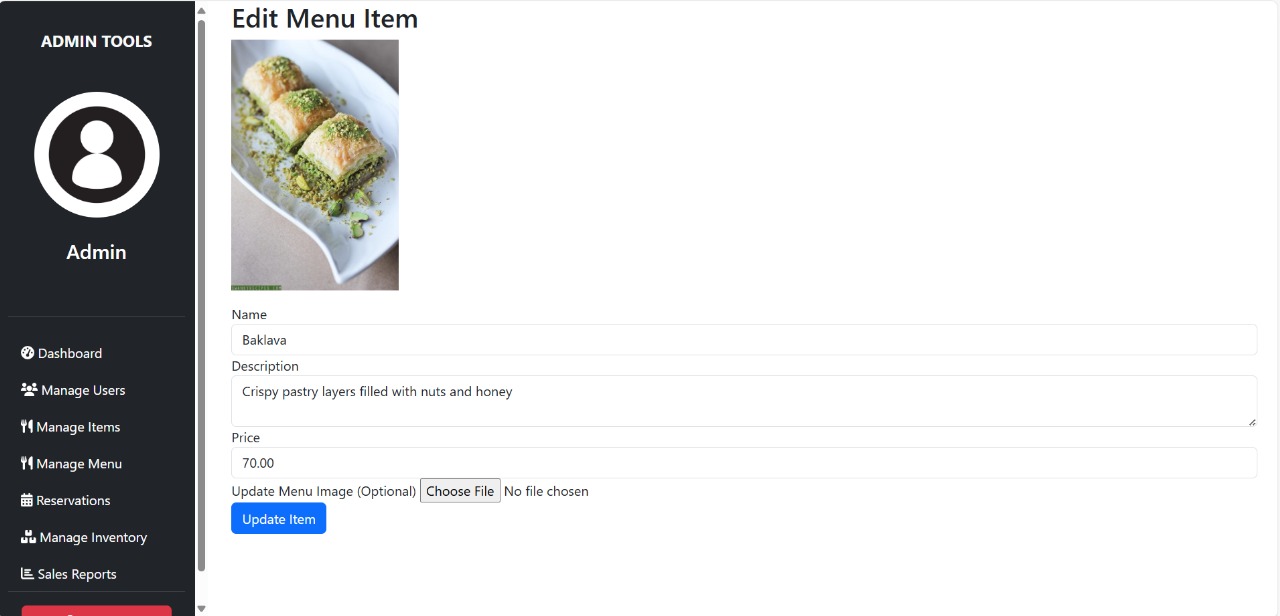 ADMIN TOOLS
Admin
Dashboard
Manage Users
Manage Items
Manage Menu
Reservations
Manage Inventory
Sales Reports
Edit Menu Item
Name
Baklava
Description
Crispy pastry layers filled with nuts and honey
Price
70.00
Update Menu Image (Optional) Choose File No file chosen
Update Item